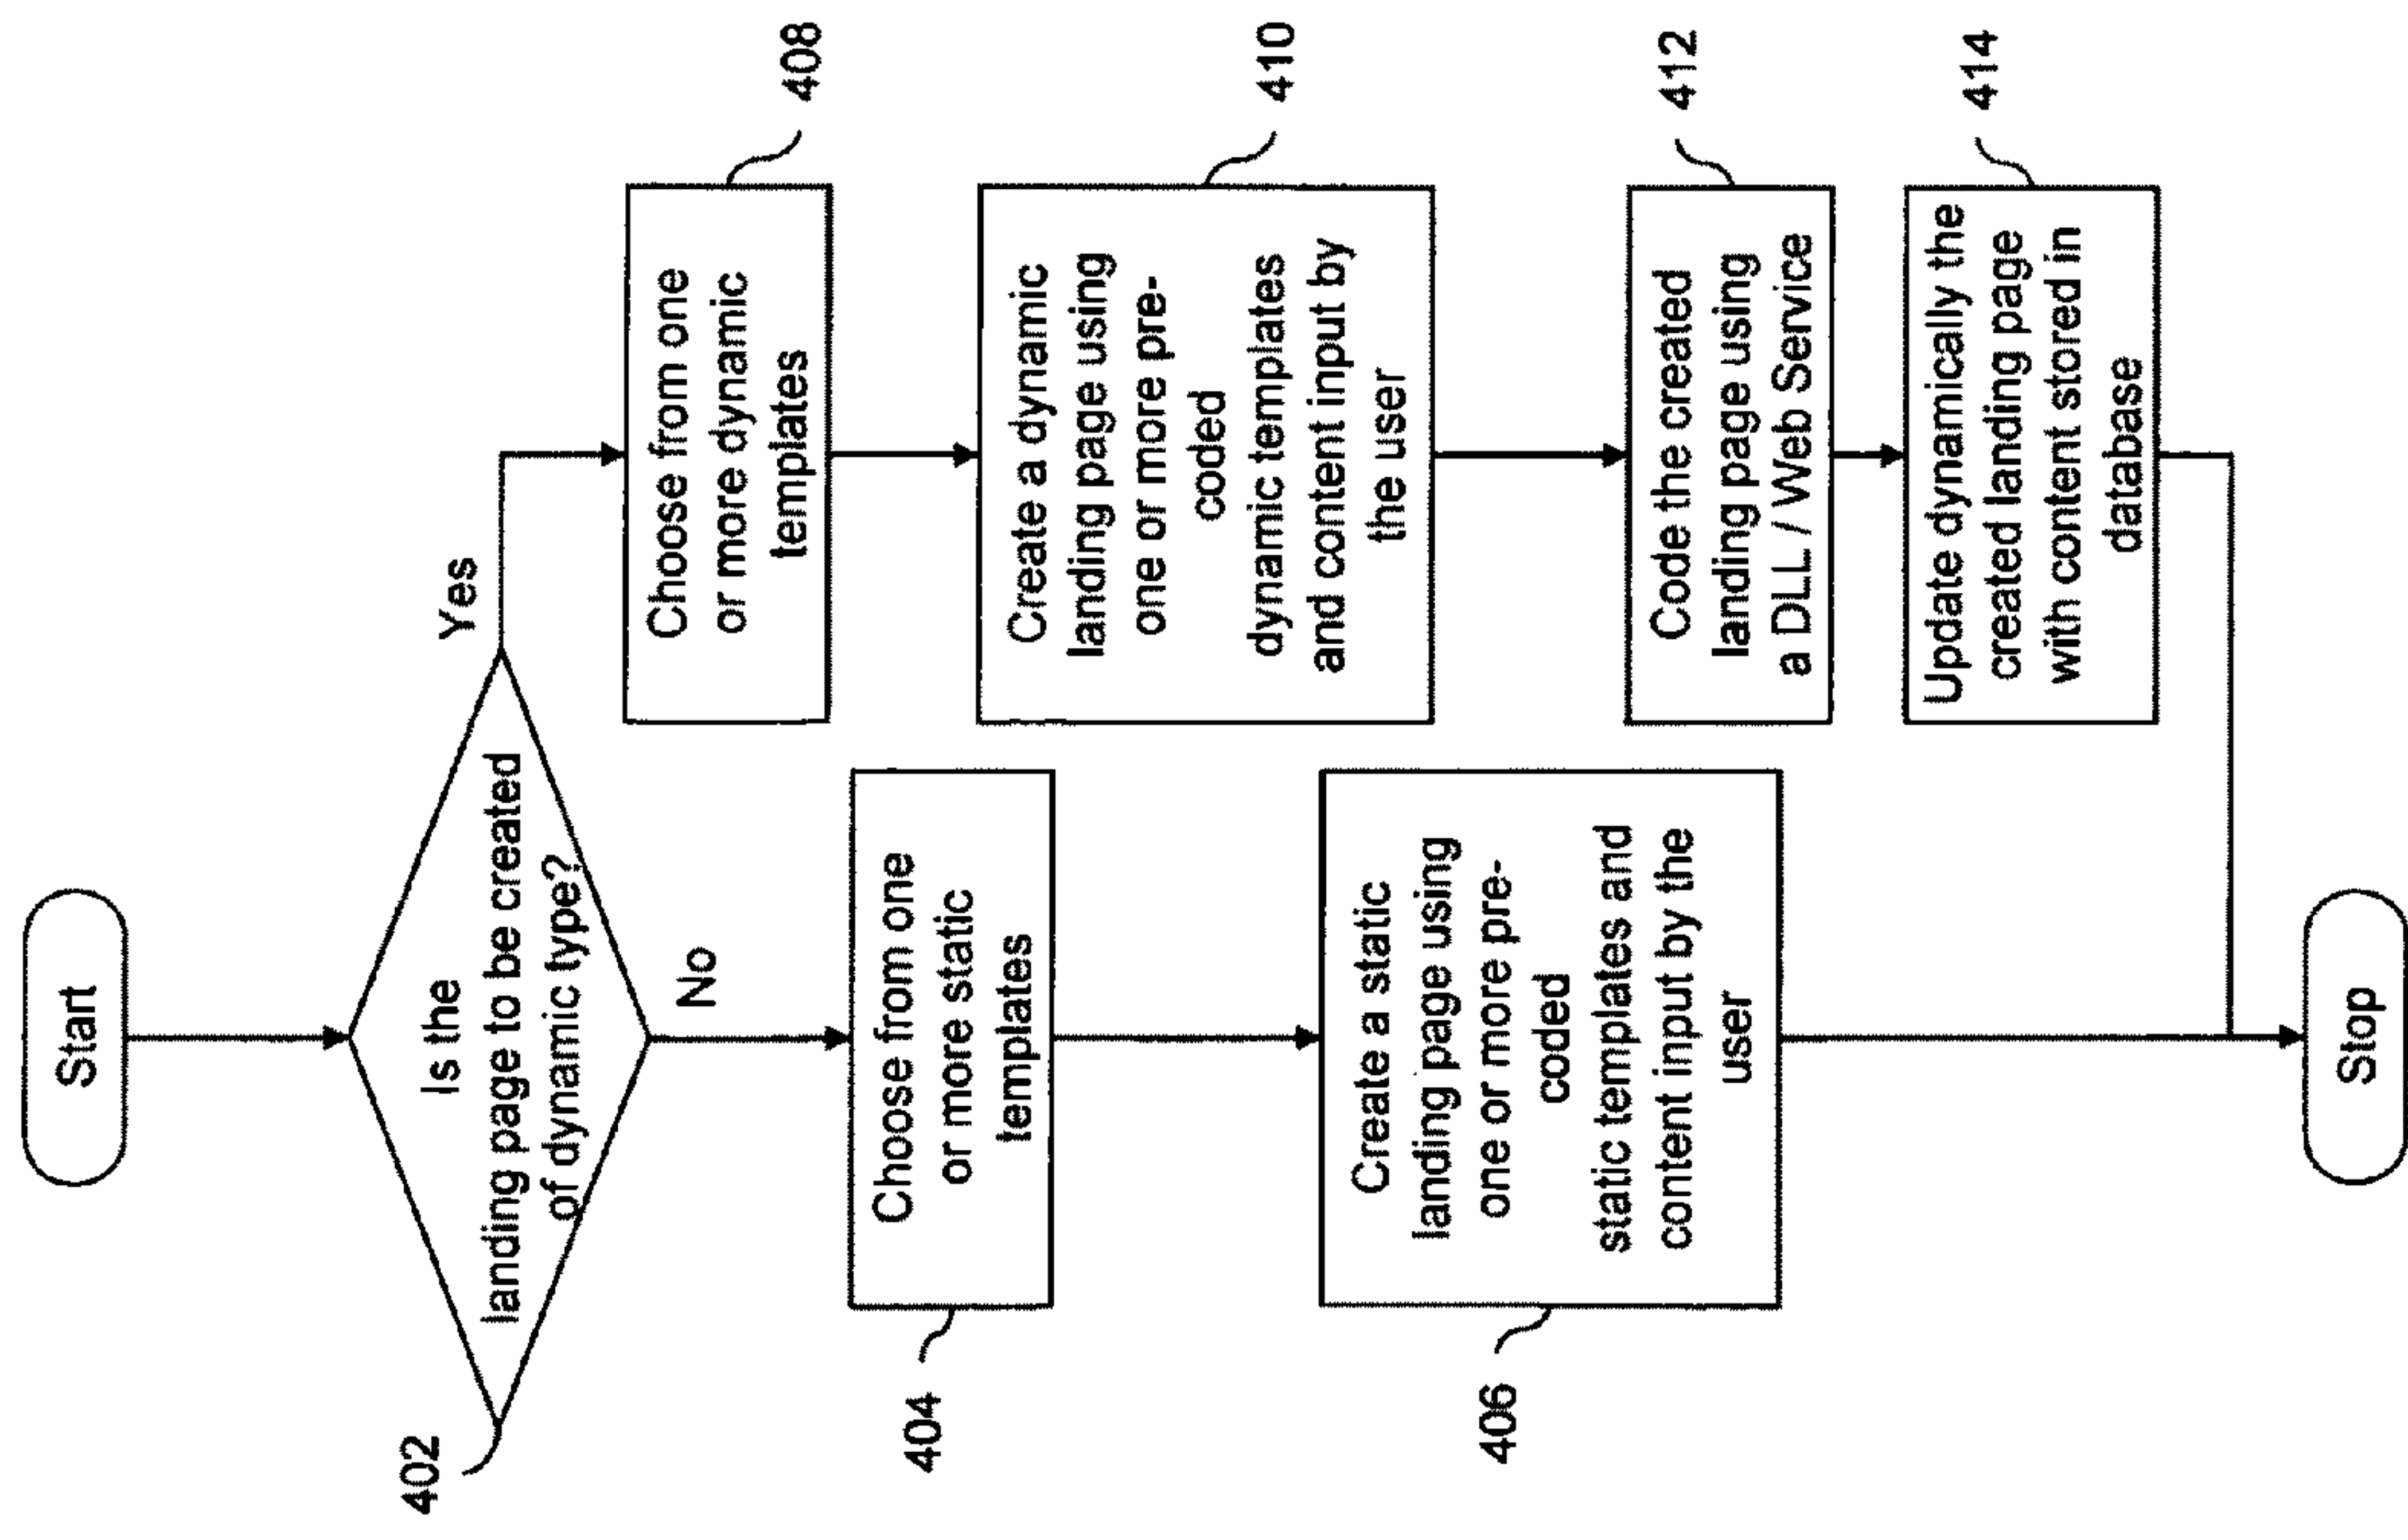 Start
402
Is the
landing page to be created
of dynamic type?
Yes
No
408
Choose from one
or more dynamic
templates
404
Choose from one
or more static
templates
410
Create a dynamic
landing page using
one or more pre-
coded
dynamic templates
and content input by
the user
406
Create a static
landing page using
one or more pre-
coded
static templates and
content input by the
user
412
Code the created
landing page using
a DLL / Web Service
414
Update dynamically the
created landing page
with content stored in
database
Stop